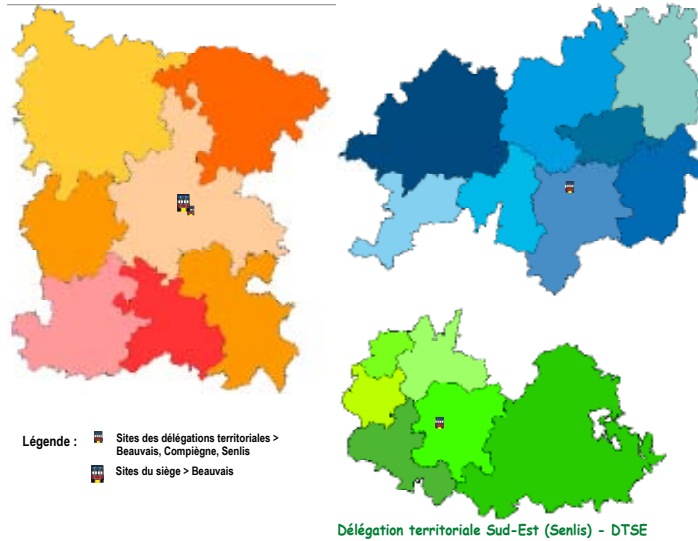 Légende :
Sites des délégations territoriales >
Beauvais, Compiègne, Senlis
Sites du siège > Beauvais
Délégation territoriale Sud-Est (Senlis) - DTSE